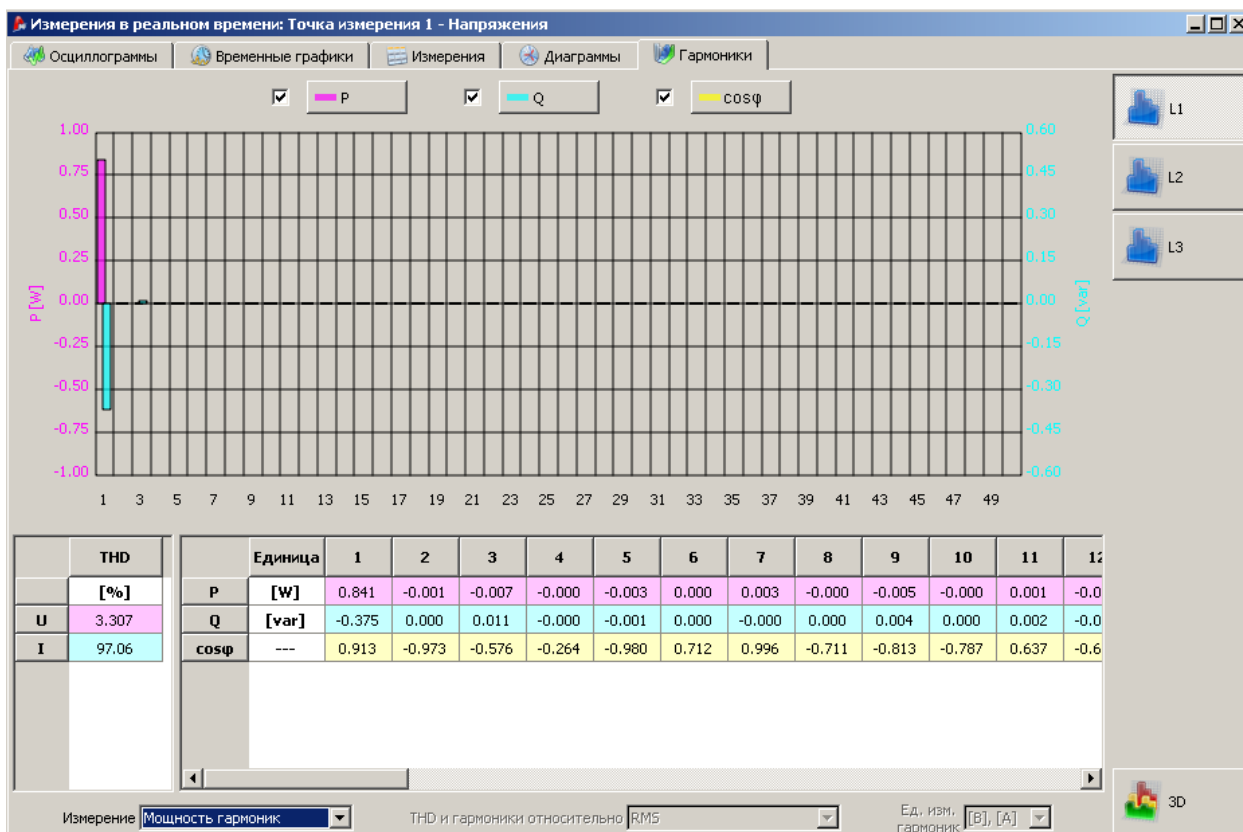 Измерения в реальном времени: Точка измерения 1 - Напряжения
Осциллограммы Временные графики Измерения Диаграммы Гармоники
P Q cosφ
L1
L2
L3
1.00 0.60
0.75 0.45
0.50 0.30
0.25 0.15
0.00 0.00
-0.25 -0.15
-0.50 -0.30
-0.75 -0.45
-1.00 -0.60
P [W]
Q [var]
1 3 5 7 9 11 13 15 17 19 21 23 25 27 29 31 33 35 37 39 41 43 45 47 49
THD Единица 1 2 3 4 5 6 7 8 9 10 11 12
[%] P [W] 0.841 -0.001 -0.007 -0.000 -0.003 0.000 0.003 -0.000 -0.005 -0.000 0.001 -0.0
U 3.307 Q [var] -0.375 0.000 0.011 -0.000 -0.001 0.000 -0.000 0.000 0.004 0.000 0.002 -0.0
I 97.06 cosφ --- 0.913 -0.973 -0.576 -0.264 -0.980 0.712 0.996 -0.711 -0.813 -0.787 0.637 -0.6
3D
Измерение Мощность гармоник THD и гармоники относительно RMS Ед. изм. гармоник [В], [А]